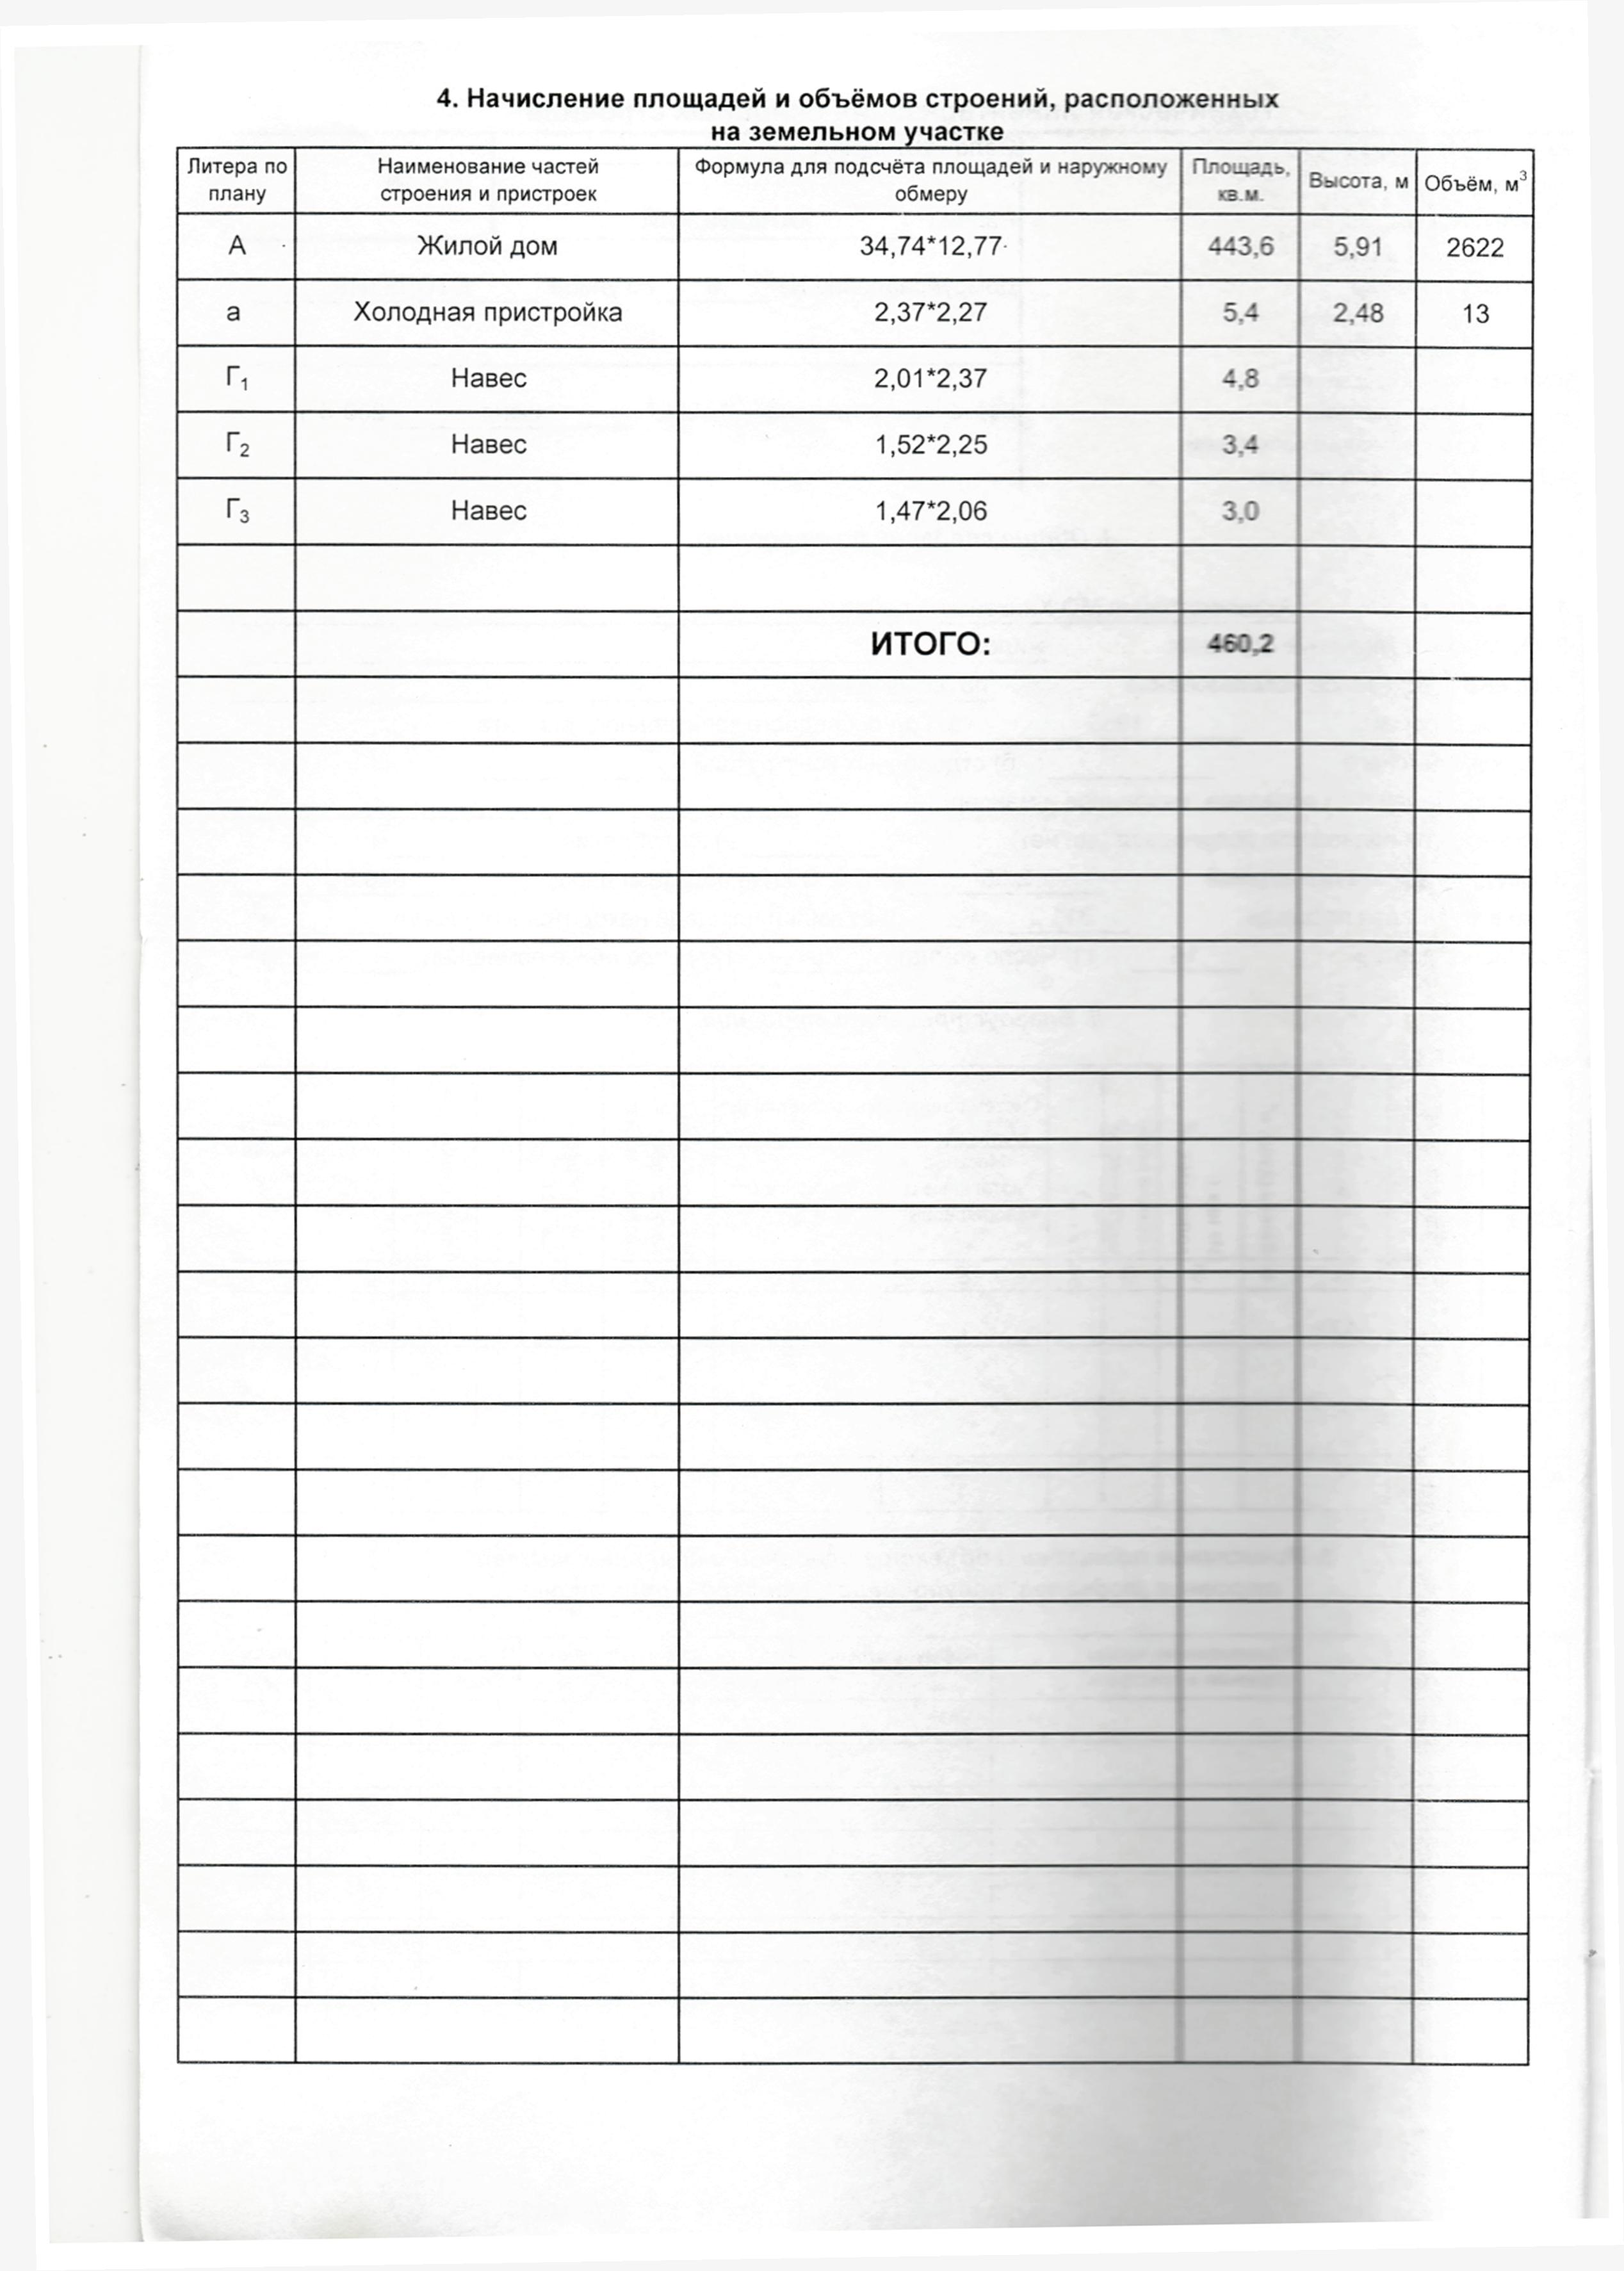 4. Начисление площадей и объёмов строений, расположенных
на земельном участке
Литера по плану Наименование частей строения и пристроек Формула для подсчёта площадей и наружному обмеру Площадь, кв.м. Высота, м Объём, м³
А Жилой дом 34,74*12,77 443,6 5,91 2622
а Холодная пристройка 2,37*2,27 5,4 2,48 13
Г₁ Навес 2,01*2,37 4,8
Г₂ Навес 1,52*2,25 3,4
Г₃ Навес 1,47*2,06 3,0
ИТОГО: 460,2